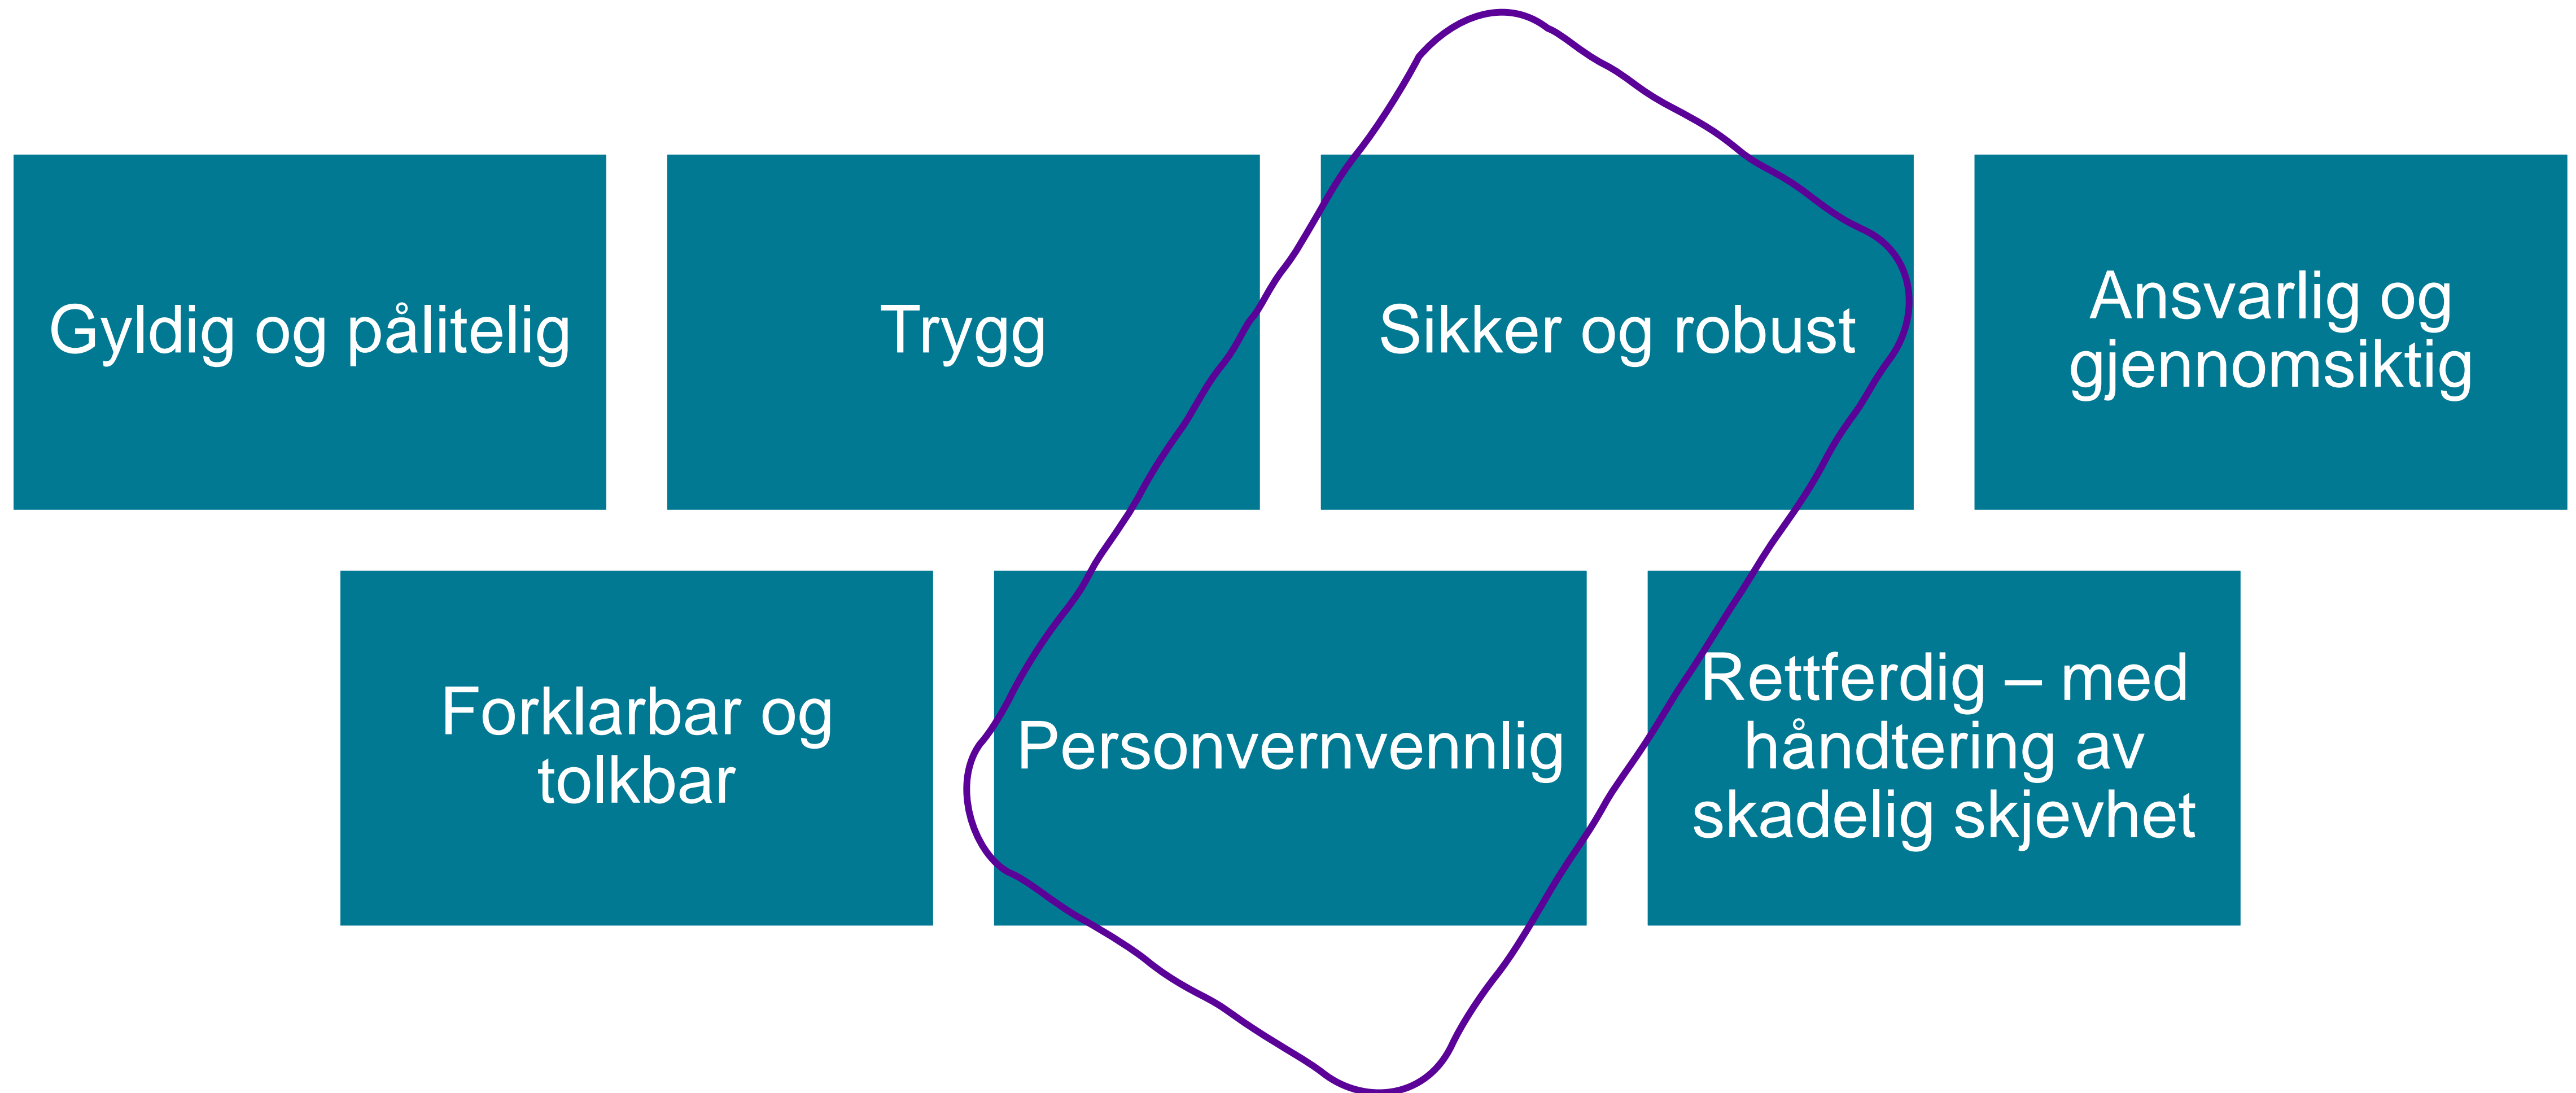 Gyldig og pålitelig
Trygg
Sikker og robust
Ansvarlig og
gjennomsiktig
Forklarbar og
tolkbar
Personvernvennlig
Rettferdig – med
håndtering av
skadelig skjevhet